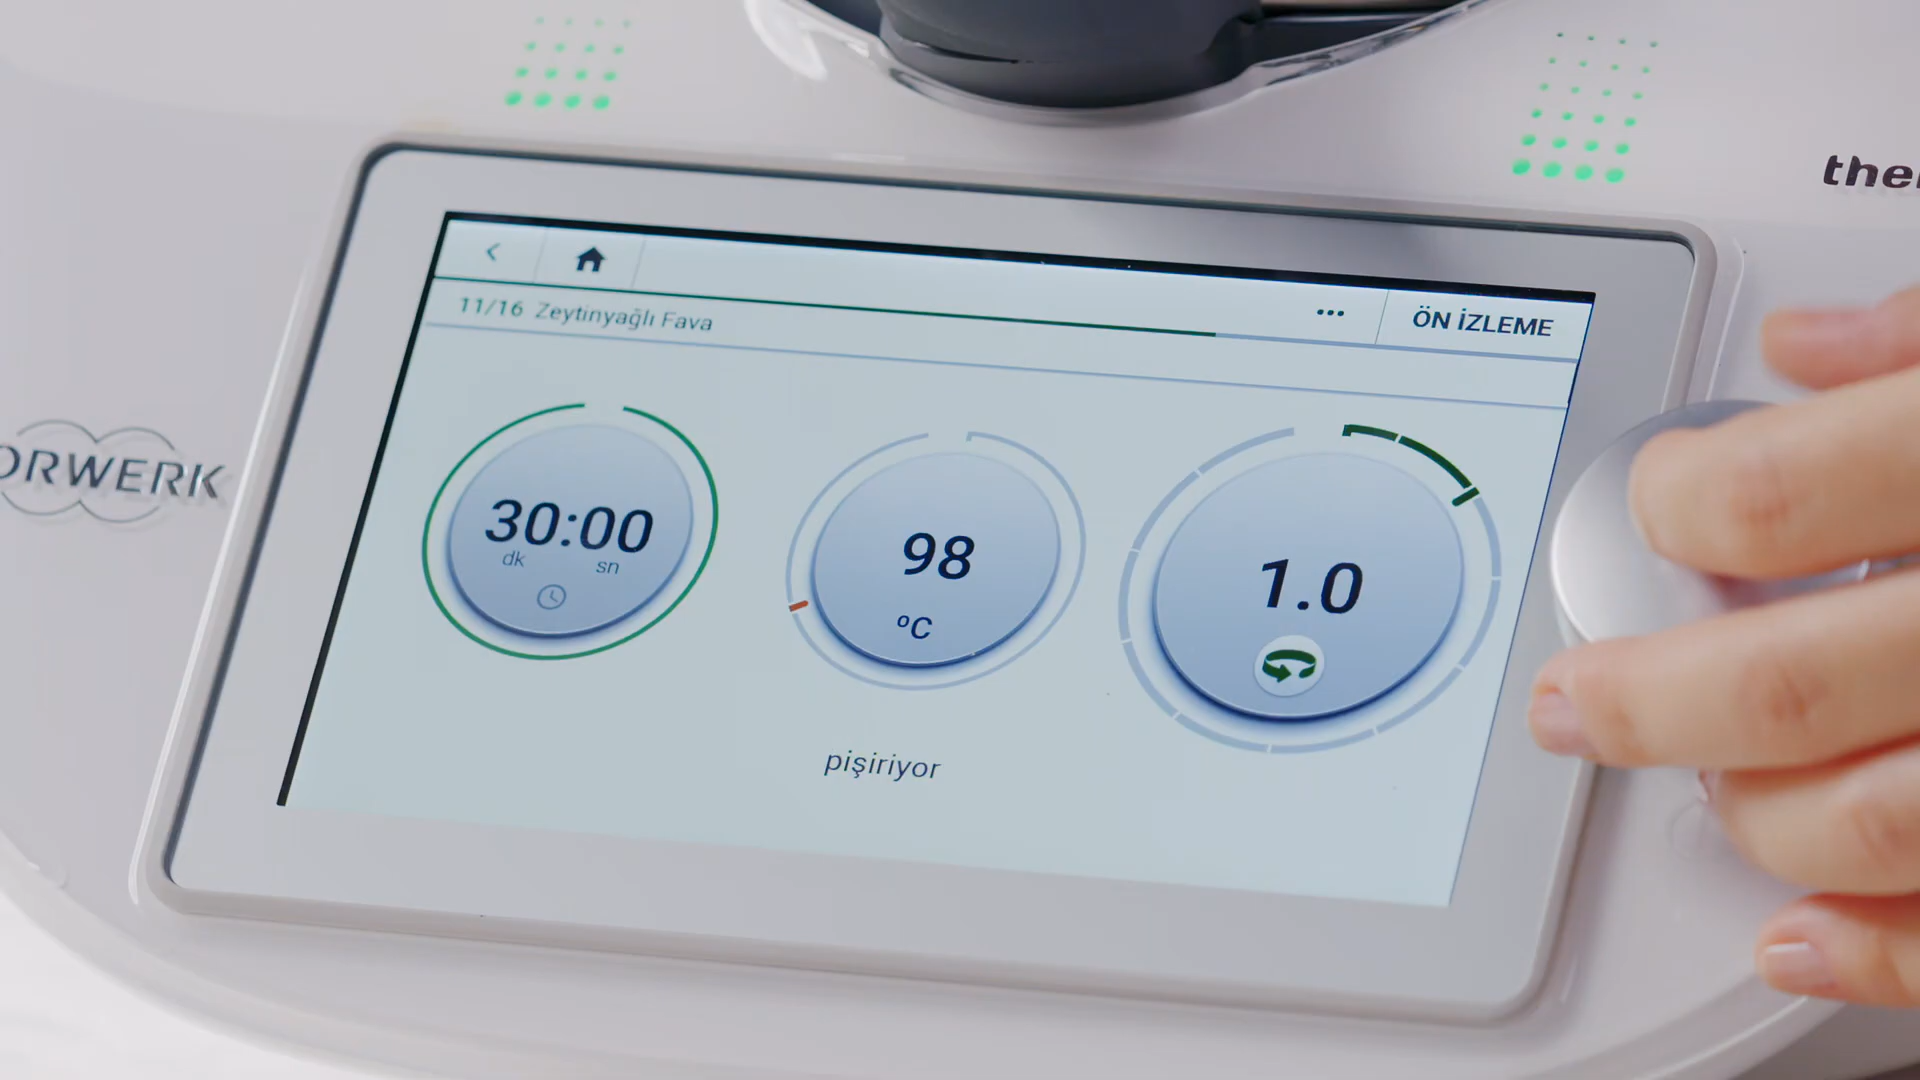 ORWERK
the
11/16 Zeytinyağlı Fava
...
ÖN İZLEME
30:00
dk sn
98
°C
1.0
pişiriyor